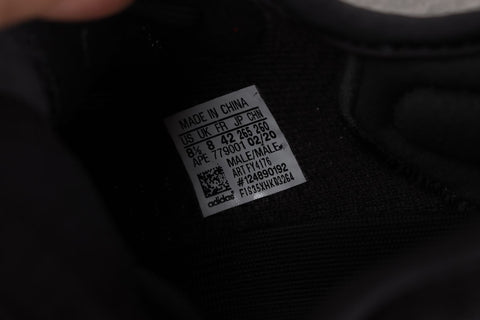 MADE IN CHINA
US UK FR JP CHN
8½ 8 42 265 260
APE 779001 02/20
MALE/MALE
ART FY4176
#124890192
F1S35XHKW3264
adidas